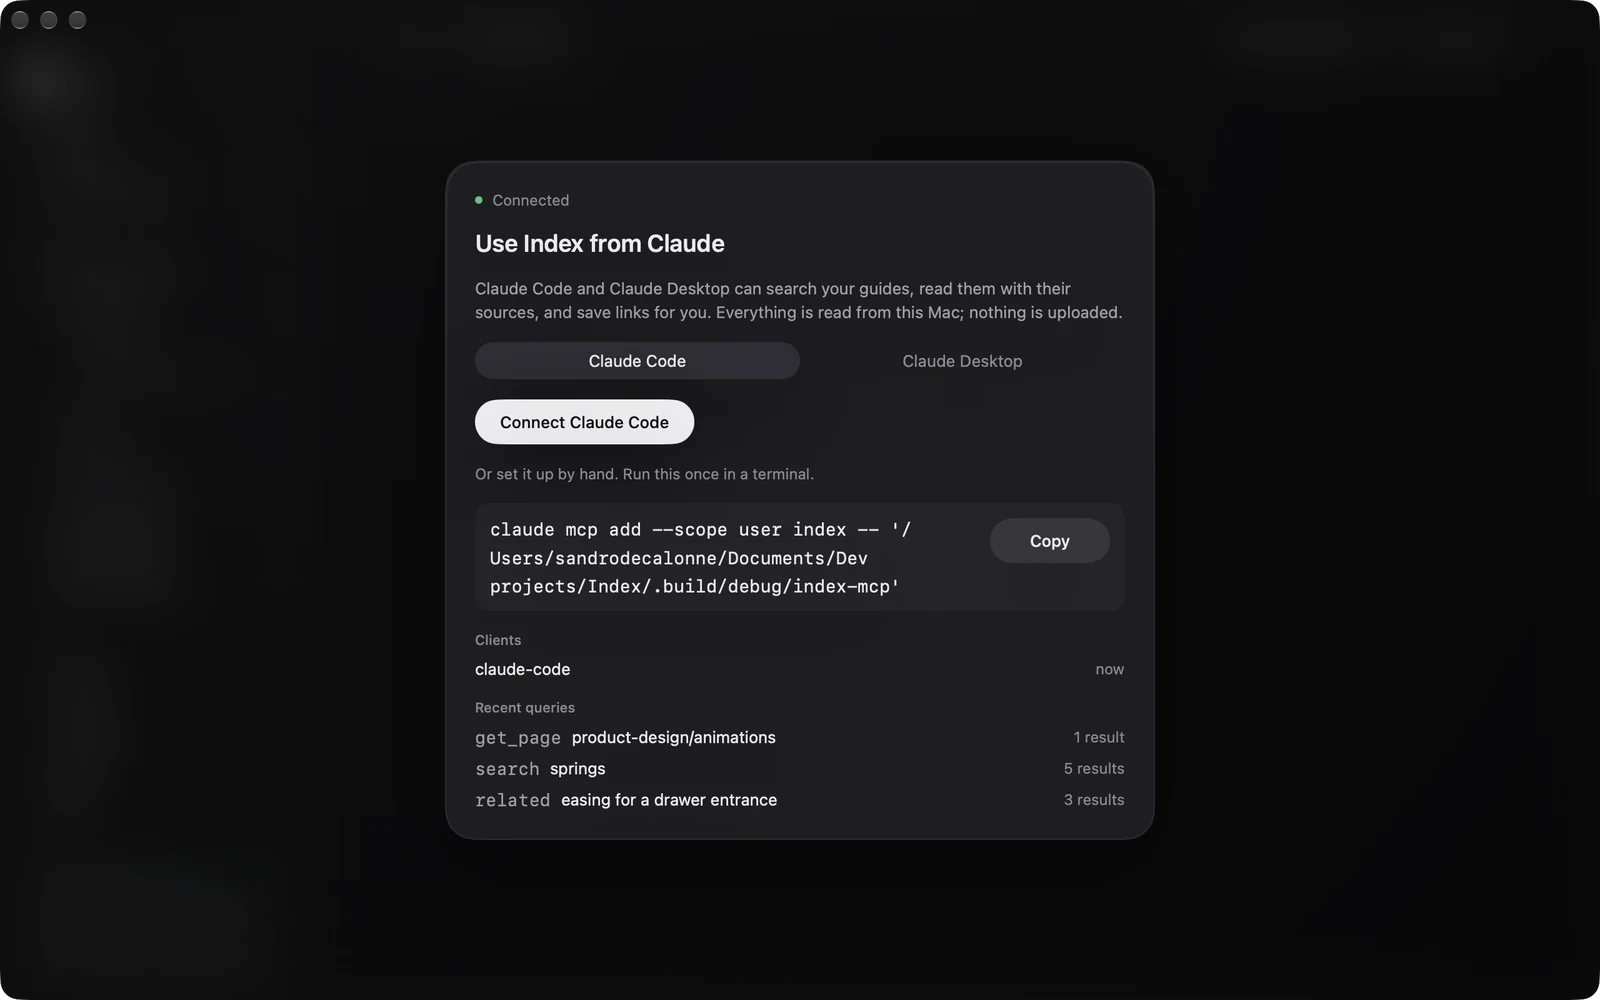 Connected
Use Index from Claude
Claude Code and Claude Desktop can search your guides, read them with their
sources, and save links for you. Everything is read from this Mac; nothing is uploaded.
Claude Code Claude Desktop
Connect Claude Code
Or set it up by hand. Run this once in a terminal.
claude mcp add --scope user index -- '/
Users/sandrodecalonne/Documents/Dev
projects/Index/.build/debug/index-mcp'
Copy
Clients
claude-code now
Recent queries
get_page product-design/animations 1 result
search springs 5 results
related easing for a drawer entrance 3 results